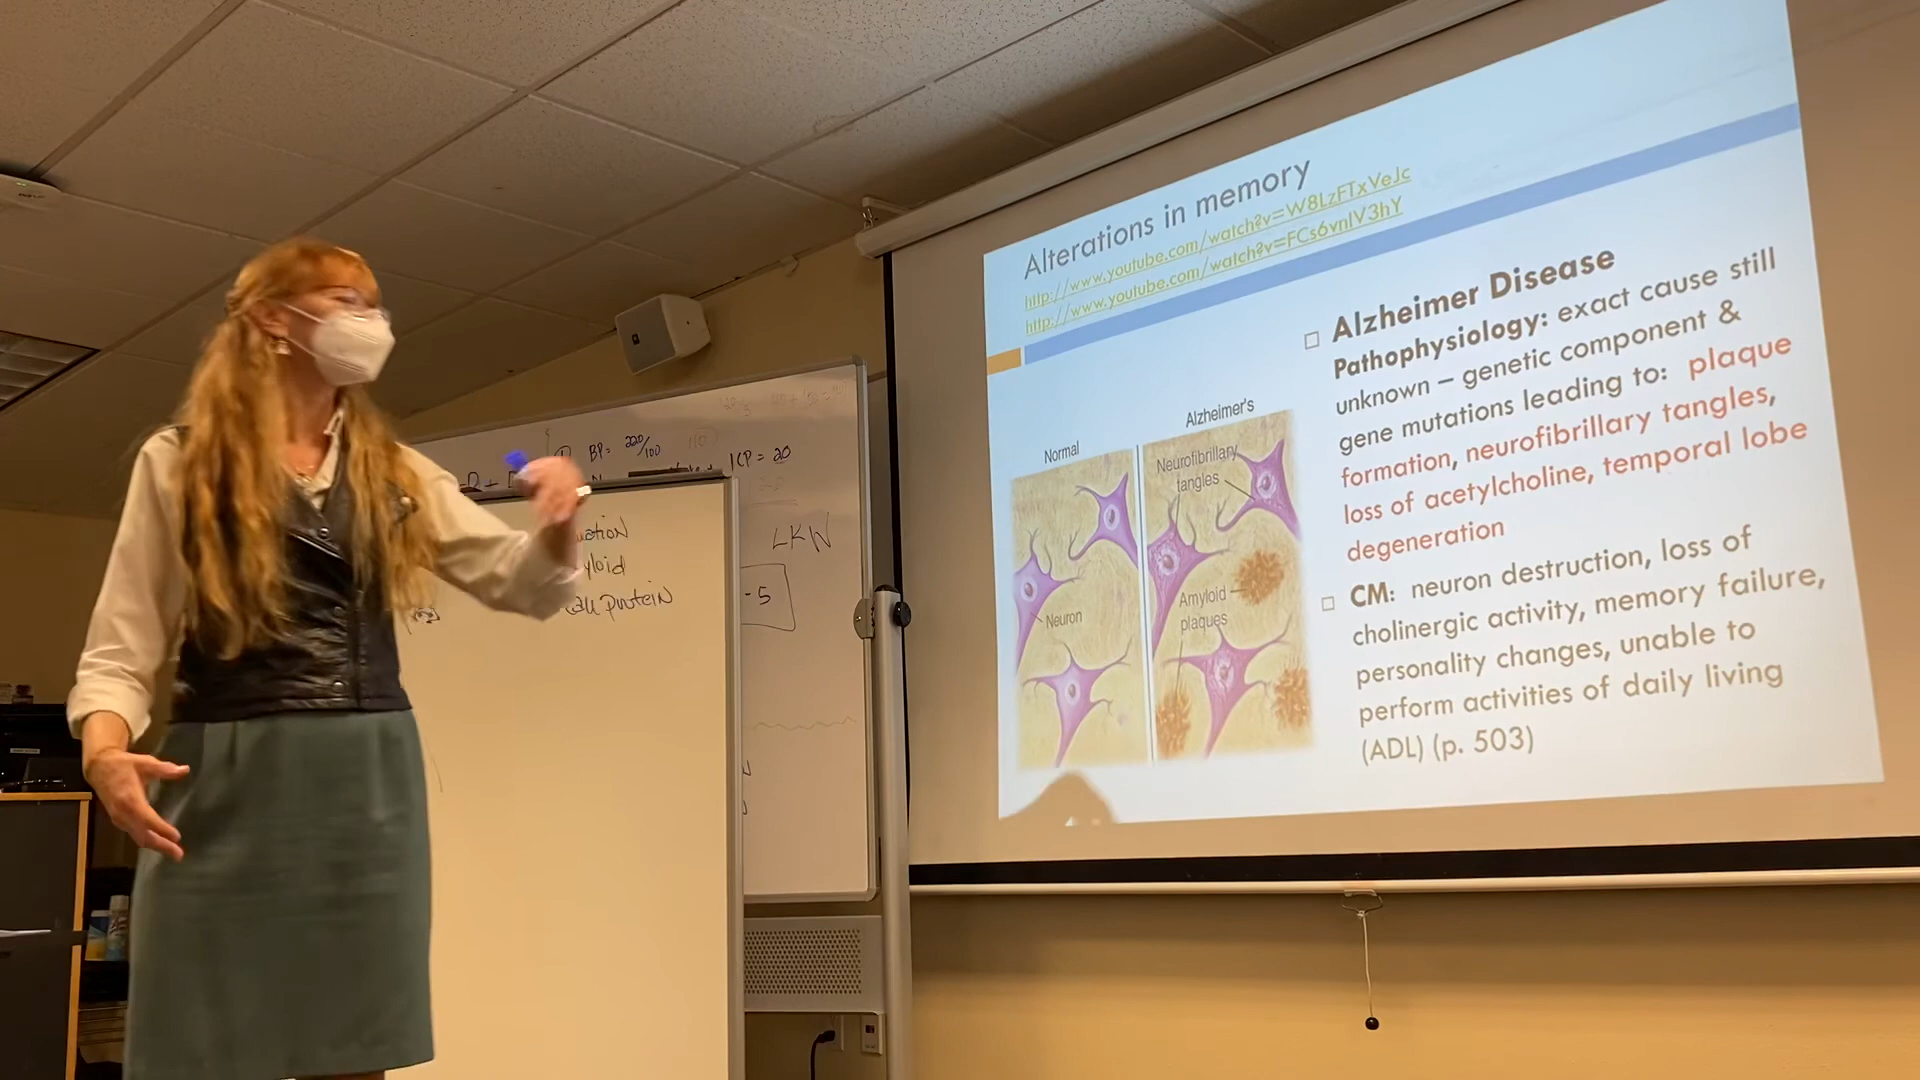 Alterations in memory
http://www.youtube.com/watch?v=W8LzFTxVeJc
http://www.youtube.com/watch?v=FCs6vnIV3hY
Alzheimer Disease
Pathophysiology: exact cause still
unknown – genetic component &
gene mutations leading to: plaque
formation, neurofibrillary tangles,
loss of acetylcholine, temporal lobe
degeneration
CM: neuron destruction, loss of
cholinergic activity, memory failure,
personality changes, unable to
perform activities of daily living
(ADL) (p. 503)
Normal
Neuron
Alzheimer's
Neurofibrillary
tangles
Amyloid
plaques
BP= 220/100
ICP = 20
LKW
-5
protein